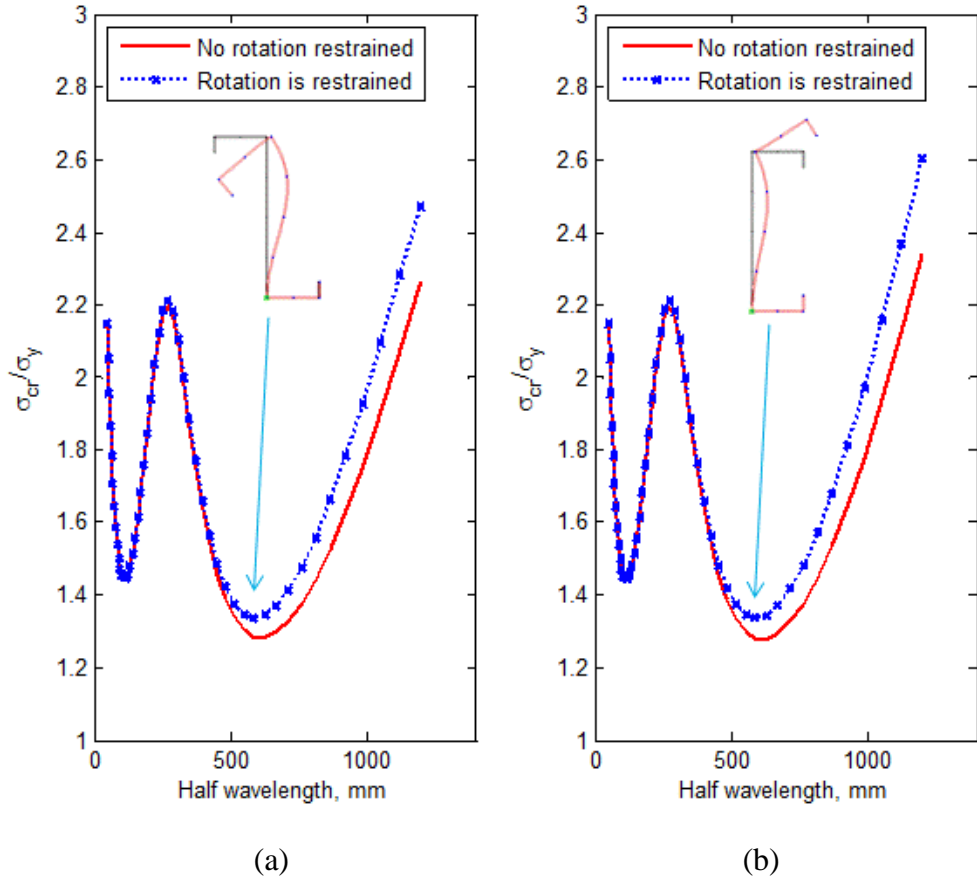 3
2.8
2.6
2.4
2.2
2
1.8
1.6
1.4
1.2
1
σcr/σy
No rotation restrained
Rotation is restrained
0
500
1000
Half wavelength, mm
(a)
3
2.8
2.6
2.4
2.2
2
1.8
1.6
1.4
1.2
1
σcr/σy
No rotation restrained
Rotation is restrained
0
500
1000
Half wavelength, mm
(b)